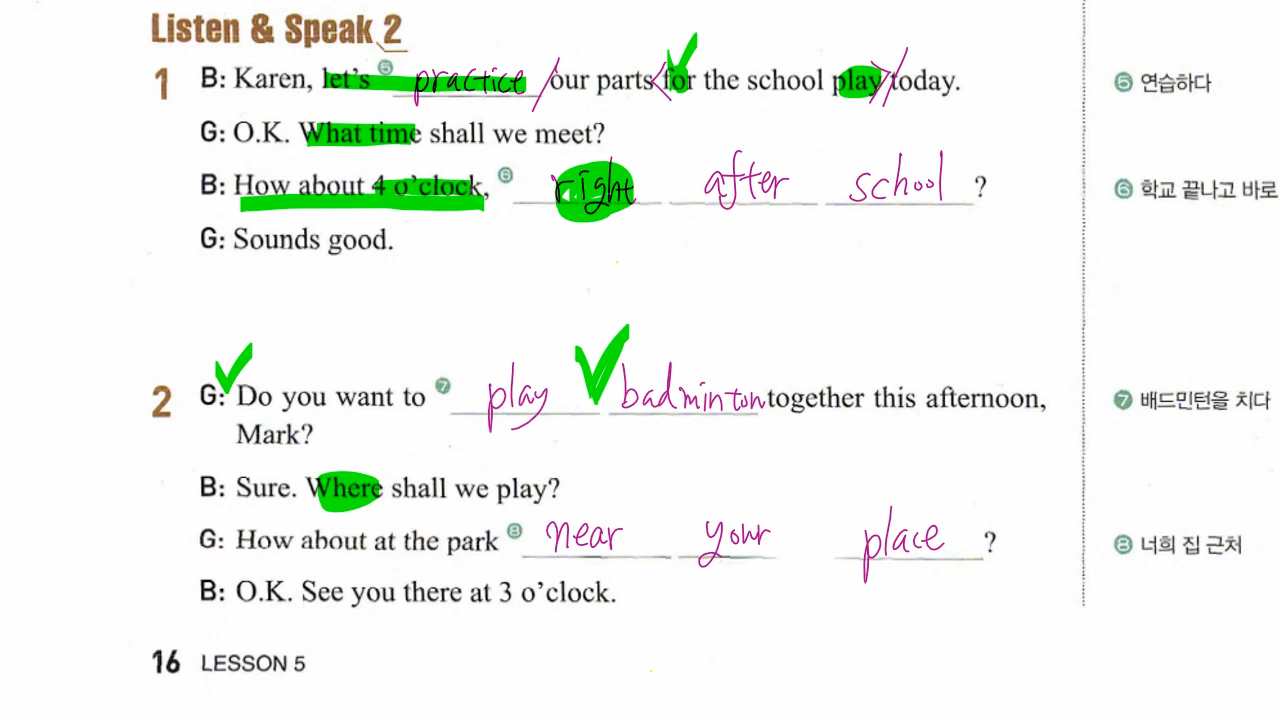 Listen & Speak 2
1 B: Karen, let's ⑤ practice / our parts <for the school play>/ today. ⑤ 연습하다
G: O.K. What time shall we meet?
B: How about 4 o'clock, ⑥ right after school ? ⑥ 학교 끝나고 바로
G: Sounds good.
2 G: Do you want to ⑦ play badminton together this afternoon, ⑦ 배드민턴을 치다
Mark?
B: Sure. Where shall we play?
G: How about at the park ⑧ near your place ? ⑧ 너희 집 근처
B: O.K. See you there at 3 o'clock.
16 LESSON 5